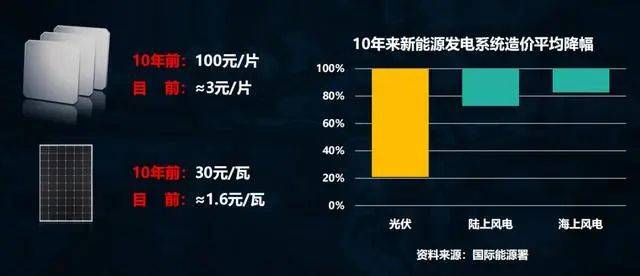 10年前：100元/片
目 前：≈3元/片
10年前：30元/瓦
目 前：≈1.6元/瓦
10年来新能源发电系统造价平均降幅
100%
80%
60%
40%
20%
0%
光伏 陆上风电 海上风电
资料来源：国际能源署